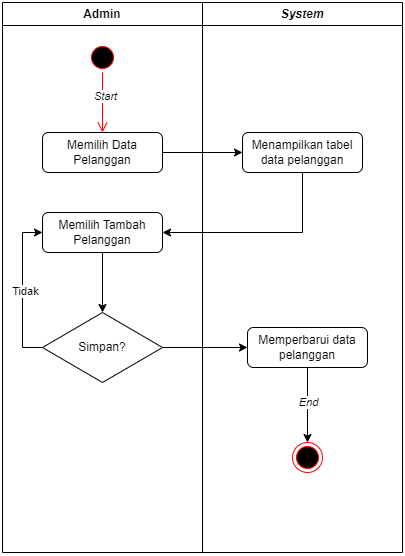 Admin
System
Start
Memilih Data
Pelanggan
Menampilkan tabel
data pelanggan
Memilih Tambah
Pelanggan
Tidak
Simpan?
Memperbarui data
pelanggan
End